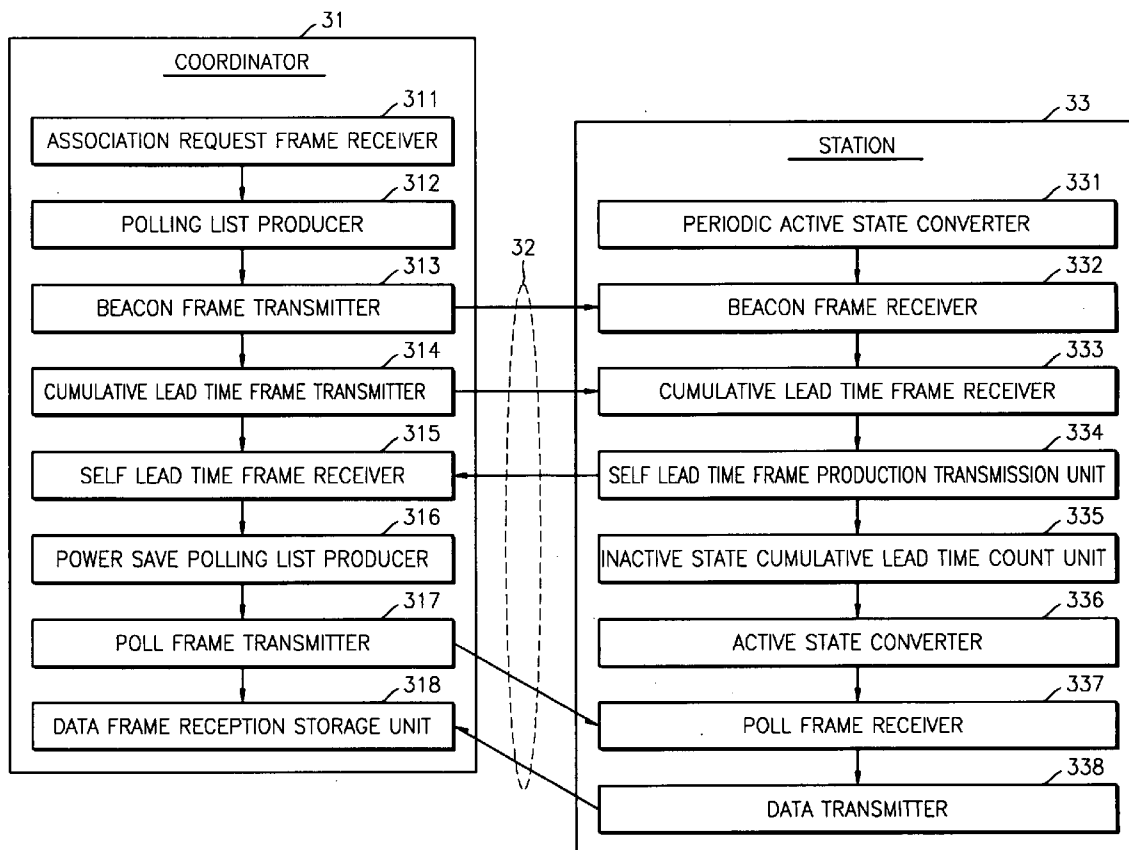 31
COORDINATOR
311
ASSOCIATION REQUEST FRAME RECEIVER
312
POLLING LIST PRODUCER
313
BEACON FRAME TRANSMITTER
314
CUMULATIVE LEAD TIME FRAME TRANSMITTER
315
SELF LEAD TIME FRAME RECEIVER
316
POWER SAVE POLLING LIST PRODUCER
317
POLL FRAME TRANSMITTER
318
DATA FRAME RECEPTION STORAGE UNIT
32
33
STATION
331
PERIODIC ACTIVE STATE CONVERTER
332
BEACON FRAME RECEIVER
333
CUMULATIVE LEAD TIME FRAME RECEIVER
334
SELF LEAD TIME FRAME PRODUCTION TRANSMISSION UNIT
335
INACTIVE STATE CUMULATIVE LEAD TIME COUNT UNIT
336
ACTIVE STATE CONVERTER
337
POLL FRAME RECEIVER
338
DATA TRANSMITTER